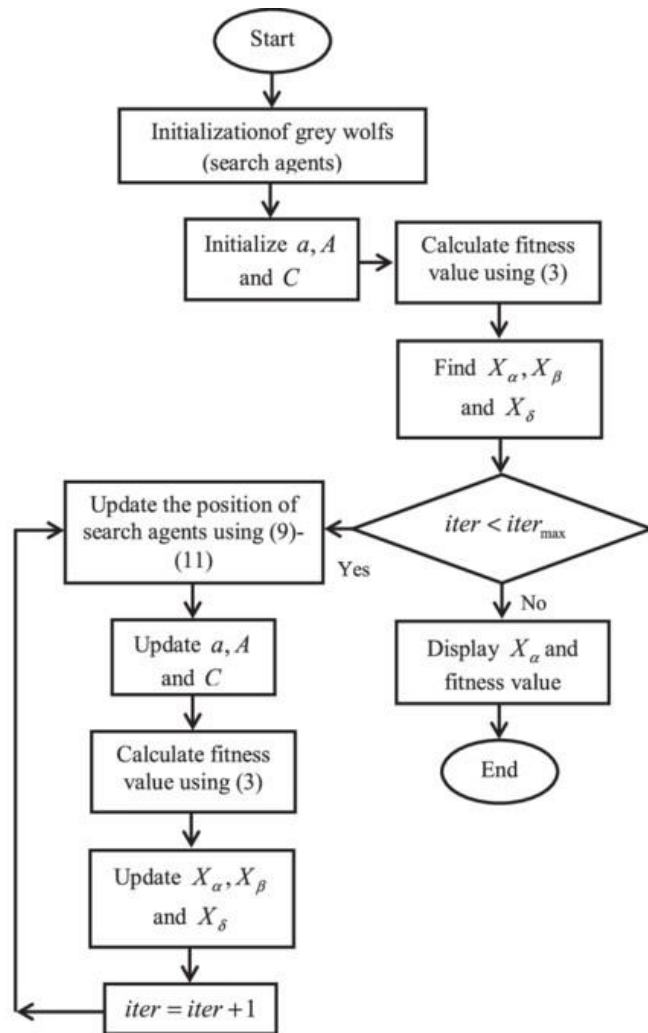 Start
Initializationof grey wolfs
(search agents)
Initialize a, A
and C
Calculate fitness
value using (3)
Find X_α, X_β
and X_δ
iter < iter_max
Yes
No
Update the position of
search agents using (9)-
(11)
Update a, A
and C
Calculate fitness
value using (3)
Update X_α, X_β
and X_δ
iter = iter +1
Display X_α and
fitness value
End